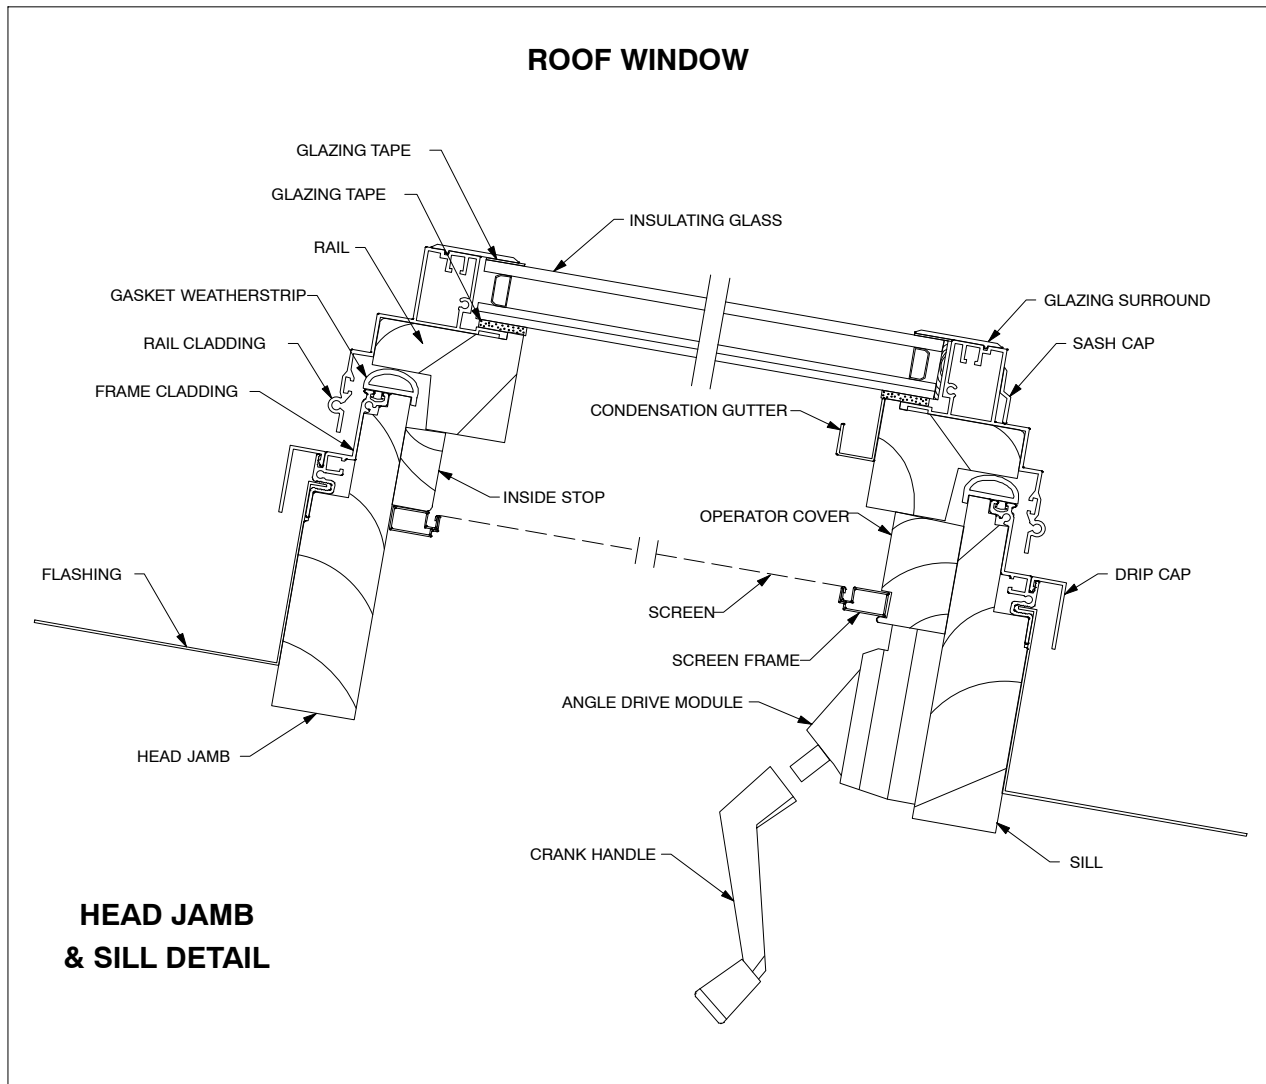 ROOF WINDOW
GLAZING TAPE
GLAZING TAPE
INSULATING GLASS
RAIL
GASKET WEATHERSTRIP
GLAZING SURROUND
RAIL CLADDING
SASH CAP
FRAME CLADDING
CONDENSATION GUTTER
INSIDE STOP
OPERATOR COVER
FLASHING
DRIP CAP
SCREEN
SCREEN FRAME
ANGLE DRIVE MODULE
HEAD JAMB
CRANK HANDLE
SILL
HEAD JAMB
& SILL DETAIL